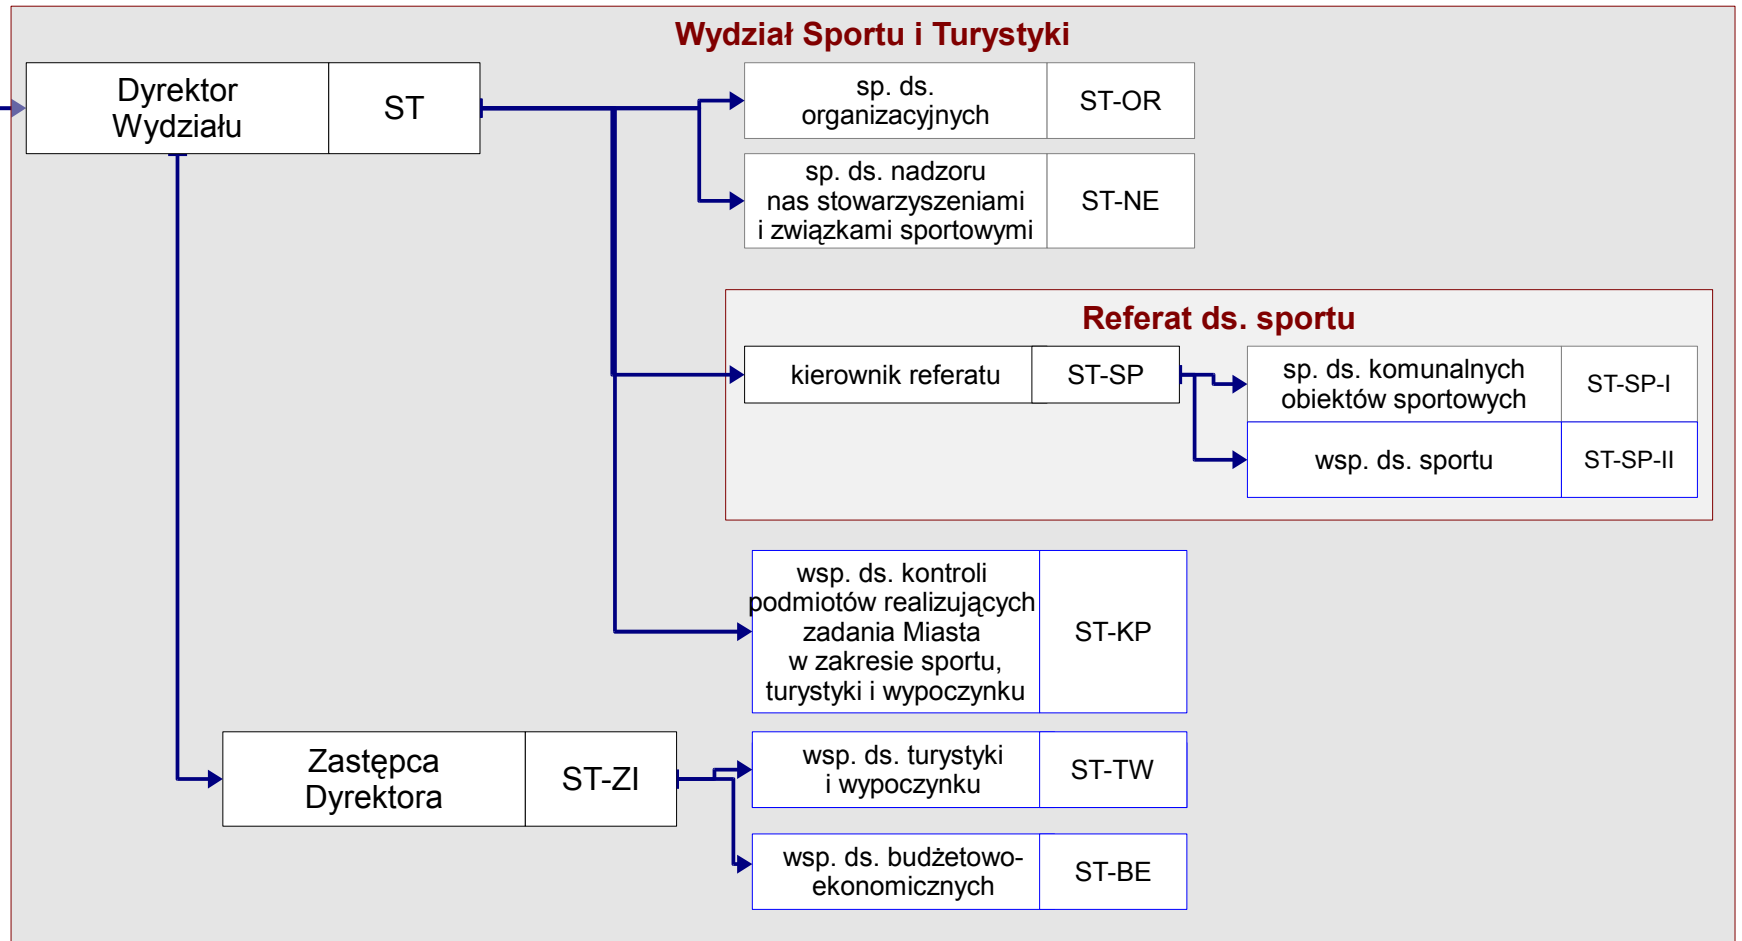 Wydział Sportu i Turystyki
Dyrektor
Wydziału
ST
sp. ds.
organizacyjnych
ST-OR
sp. ds. nadzoru
nas stowarzyszeniami
i związkami sportowymi
ST-NE
Referat ds. sportu
kierownik referatu
ST-SP
sp. ds. komunalnych
obiektów sportowych
ST-SP-I
wsp. ds. sportu
ST-SP-II
wsp. ds. kontroli
podmiotów realizujących
zadania Miasta
w zakresie sportu,
turystyki i wypoczynku
ST-KP
Zastępca
Dyrektora
ST-ZI
wsp. ds. turystyki
i wypoczynku
ST-TW
wsp. ds. budżetowo-
ekonomicznych
ST-BE